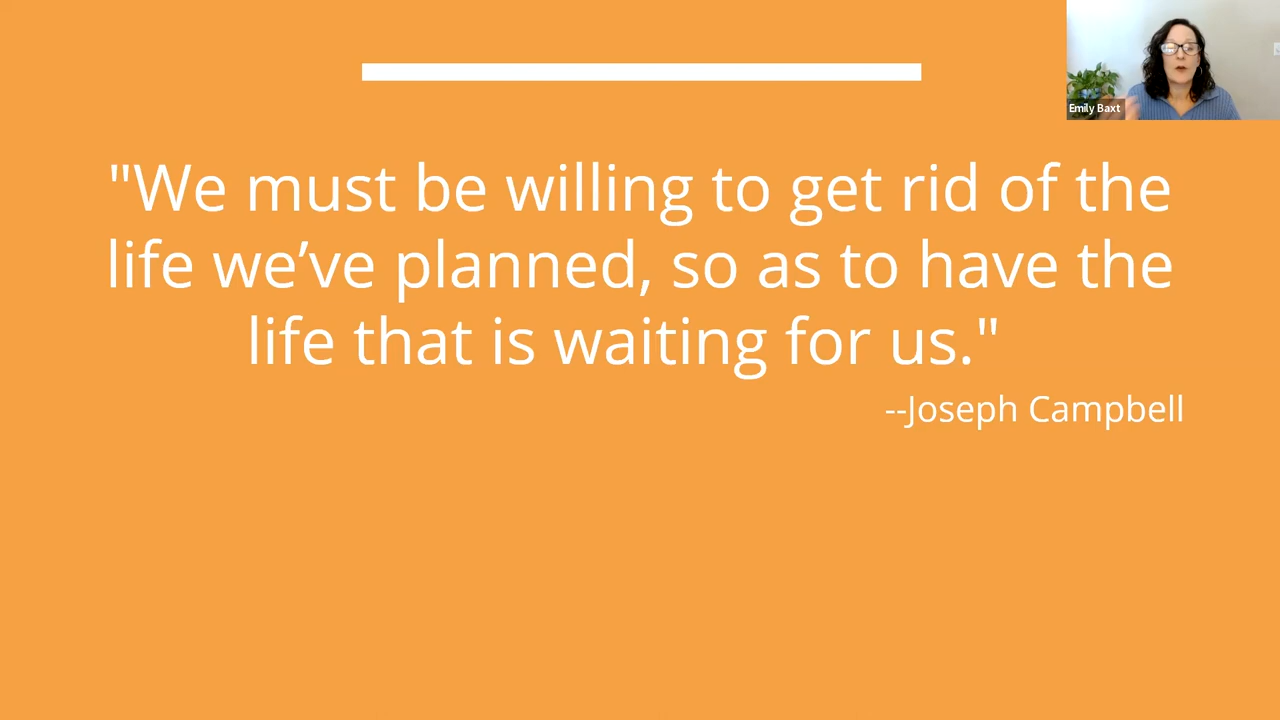 Emily Baxt
"We must be willing to get rid of the
life we’ve planned, so as to have the
life that is waiting for us."
--Joseph Campbell